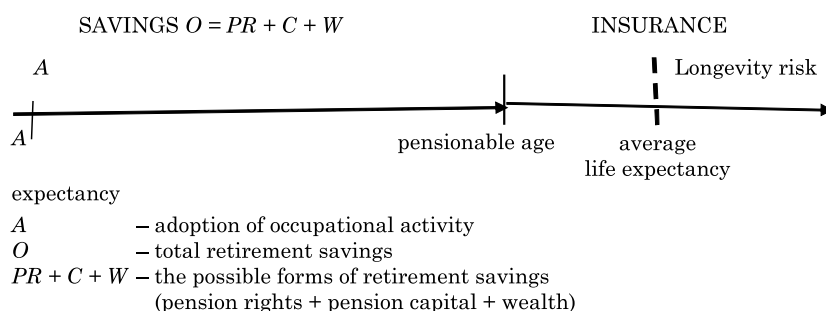 SAVINGS O = PR + C + W INSURANCE
A Longevity risk
A pensionable age average
life expectancy
expectancy
A – adoption of occupational activity
O – total retirement savings
PR + C + W – the possible forms of retirement savings
(pension rights + pension capital + wealth)